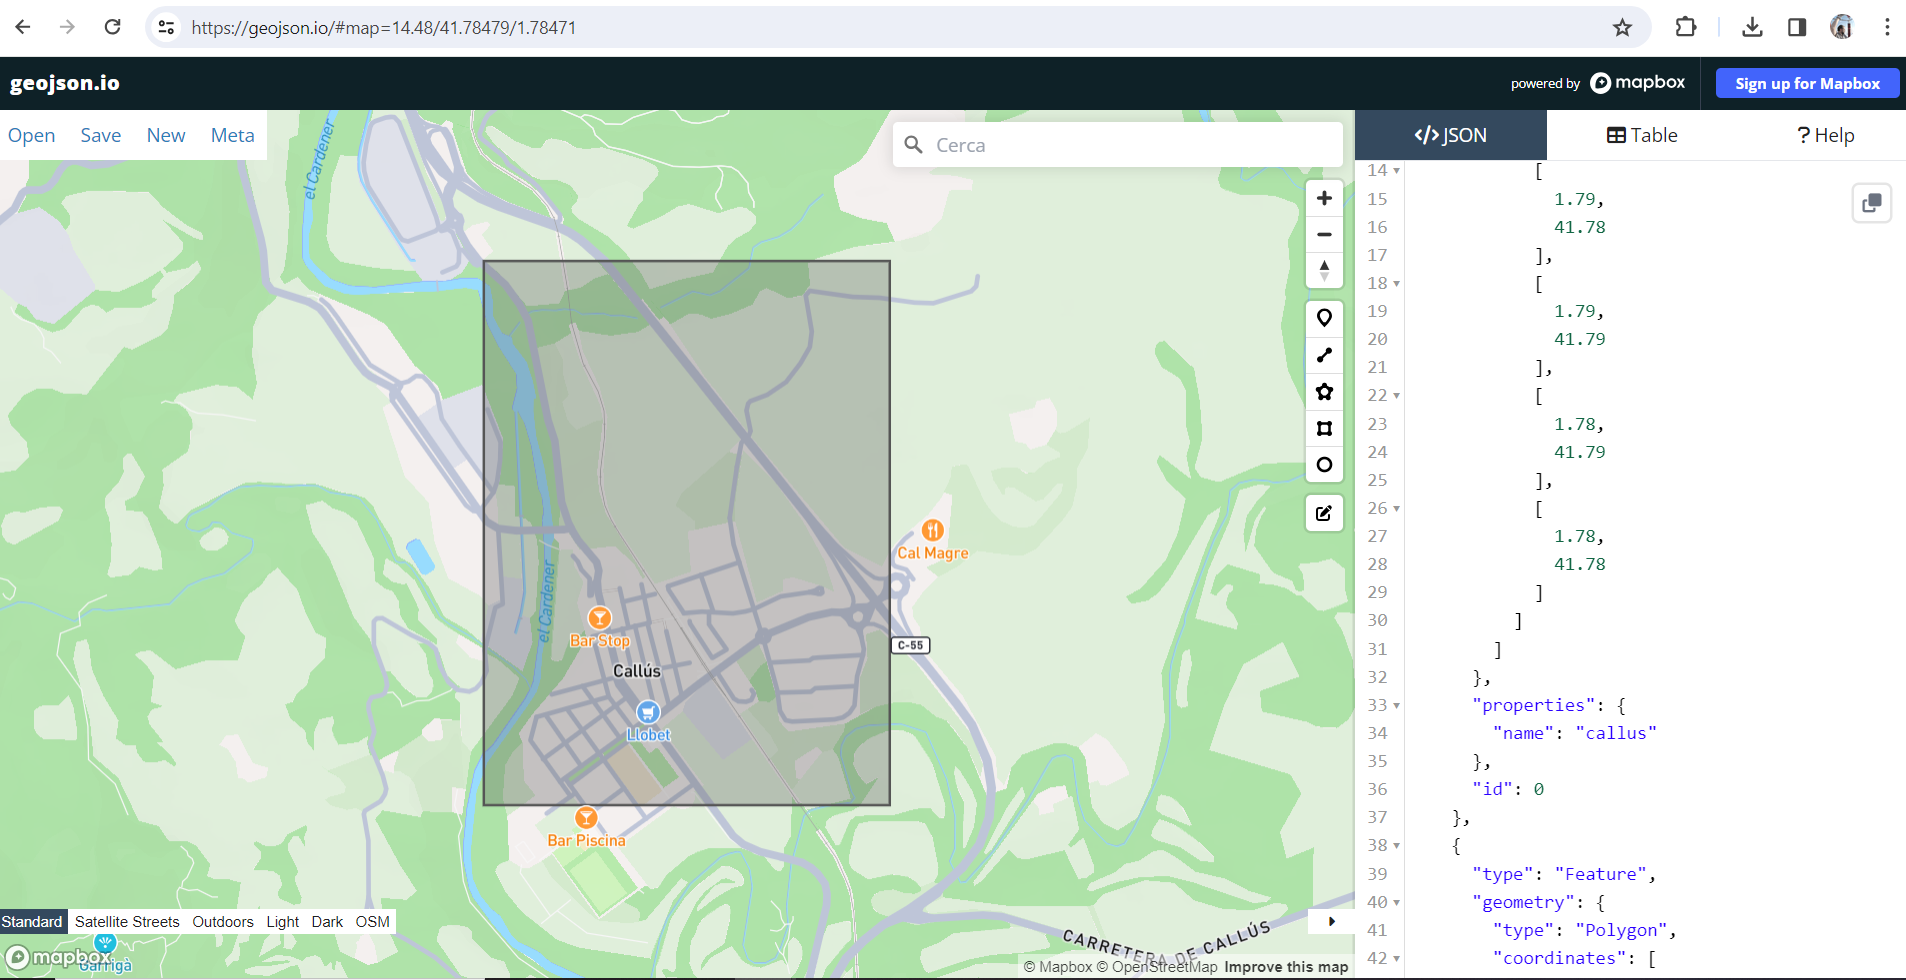 https://geojson.io/#map=14.48/41.78479/1.78471
geojson.io
powered by mapbox
Sign up for Mapbox
Open Save New Meta
Cerca
</> JSON
Table
? Help
el Cardener
Cal Magre
el Cardener
Bar Stop
Callús
C-55
Llobet
Bar Piscina
CARRETERA DE CALLÚS
Garrigà
Standard Satellite Streets Outdoors Light Dark OSM
mapbox
© Mapbox © OpenStreetMap Improve this map
14 [
15 1.79,
16 41.78
17 ],
18 [
19 1.79,
20 41.79
21 ],
22 [
23 1.78,
24 41.79
25 ],
26 [
27 1.78,
28 41.78
29 ]
30 ]
31 ]
32 },
33 "properties": {
34 "name": "callus"
35 },
36 "id": 0
37 },
38 {
39 "type": "Feature",
40 "geometry": {
41 "type": "Polygon",
42 "coordinates": [